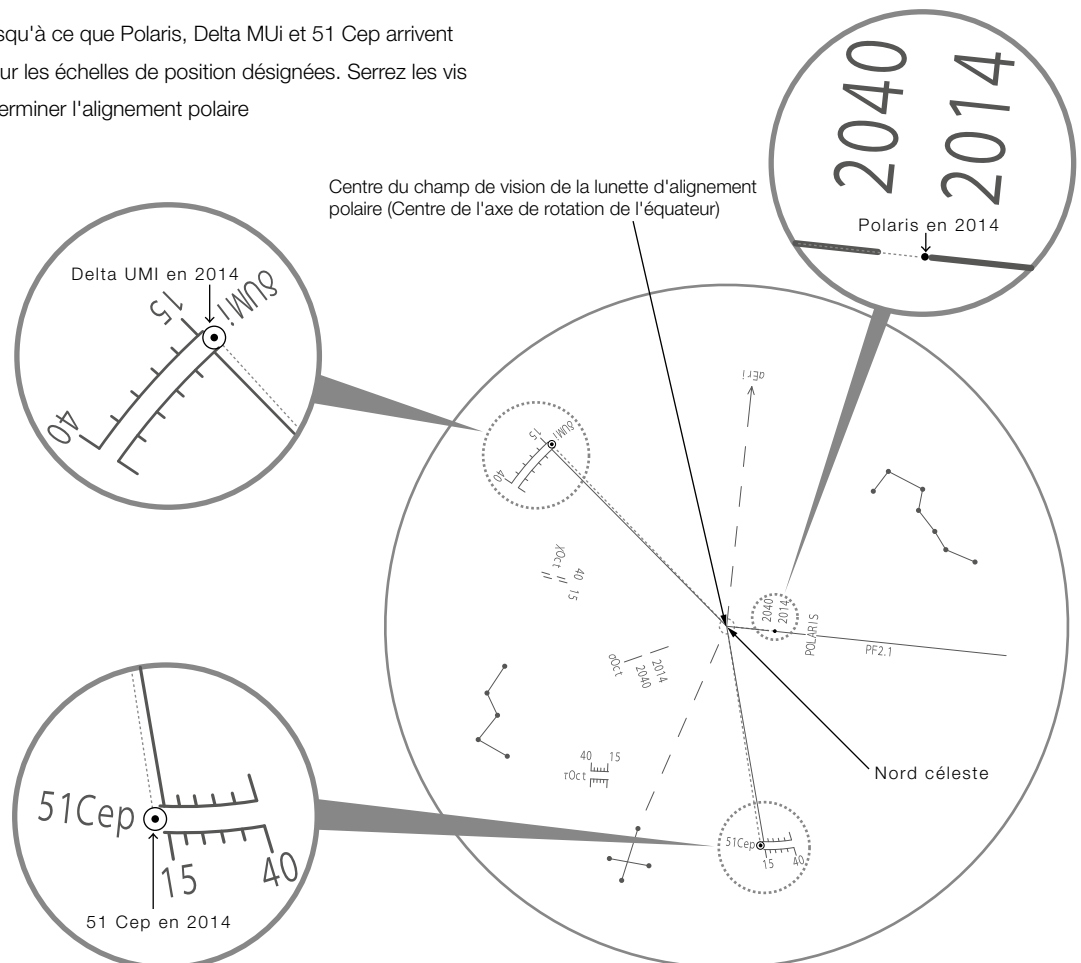 squ'à ce que Polaris, Delta MUi et 51 Cep arrivent
ur les échelles de position désignées. Serrez les vis
erminer l'alignement polaire
2040
2014
Polaris en 2014
Centre du champ de vision de la lunette d'alignement
polaire (Centre de l'axe de rotation de l'équateur)
Delta UMI en 2014
15
δUMi
40
αEri
15
δUMi
40
χOct
40
15
2040
2014
POLARIS
PF2.1
σOct
2014
2040
40 15
τOct
Nord céleste
51Cep
15
40
51Cep
15
40
51 Cep en 2014